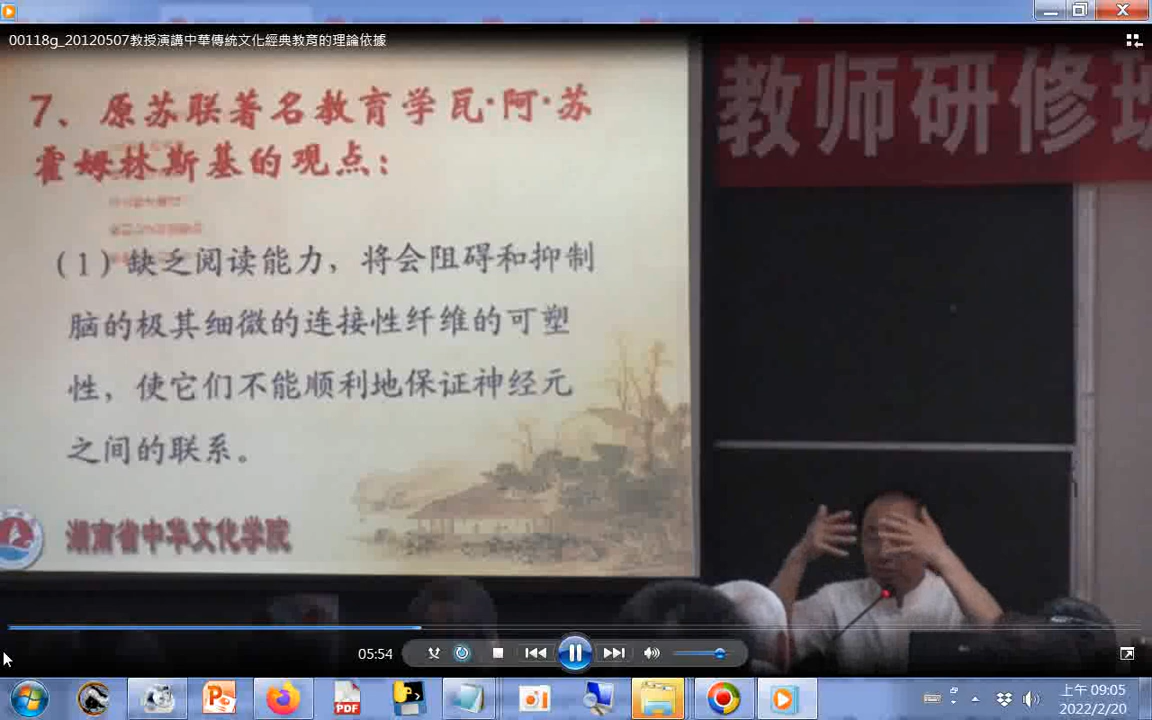 00118g_20120507教授演講中華傳統文化經典教育的理論依據
7、原苏联著名教育学瓦·阿·苏
霍姆林斯基的观点：
（1）缺乏阅读能力，将会阻碍和抑制
脑的极其细微的连接性纤维的可塑
性，使它们不能顺利地保证神经元
之间的联系。
湖南省中华文化学院
教师研修班
05:54
PDF
上午 09:05
2022/2/20